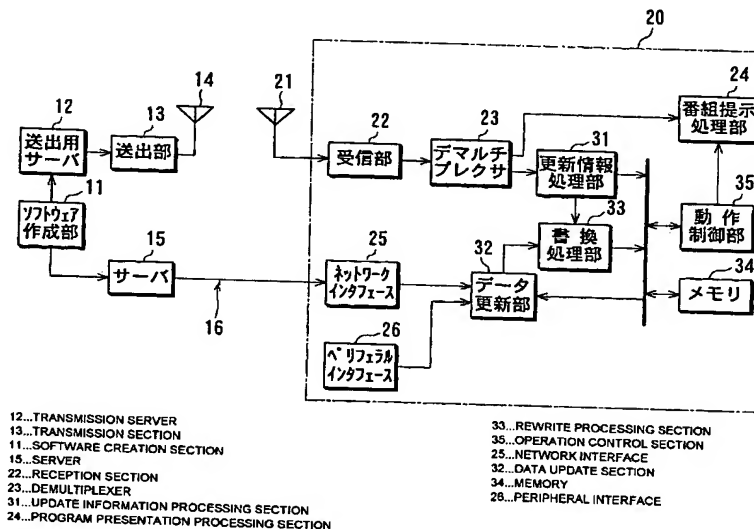 20
14
21
24
12
13
22
23
31
番組提示
処理部
送出用
サーバ
送出部
受信部
デマルチ
プレクサ
更新情報
処理部
11
33
35
ソフトウェア
作成部
書換
処理部
動作
制御部
15
25
32
34
サーバ
ネットワーク
インタフェース
データ
更新部
メモリ
16
26
ペリフェラル
インタフェース
12...TRANSMISSION SERVER
13...TRANSMISSION SECTION
11...SOFTWARE CREATION SECTION
15...SERVER
22...RECEPTION SECTION
23...DEMULTIPLEXER
31...UPDATE INFORMATION PROCESSING SECTION
24...PROGRAM PRESENTATION PROCESSING SECTION
33...REWRITE PROCESSING SECTION
35...OPERATION CONTROL SECTION
25...NETWORK INTERFACE
32...DATA UPDATE SECTION
34...MEMORY
26...PERIPHERAL INTERFACE